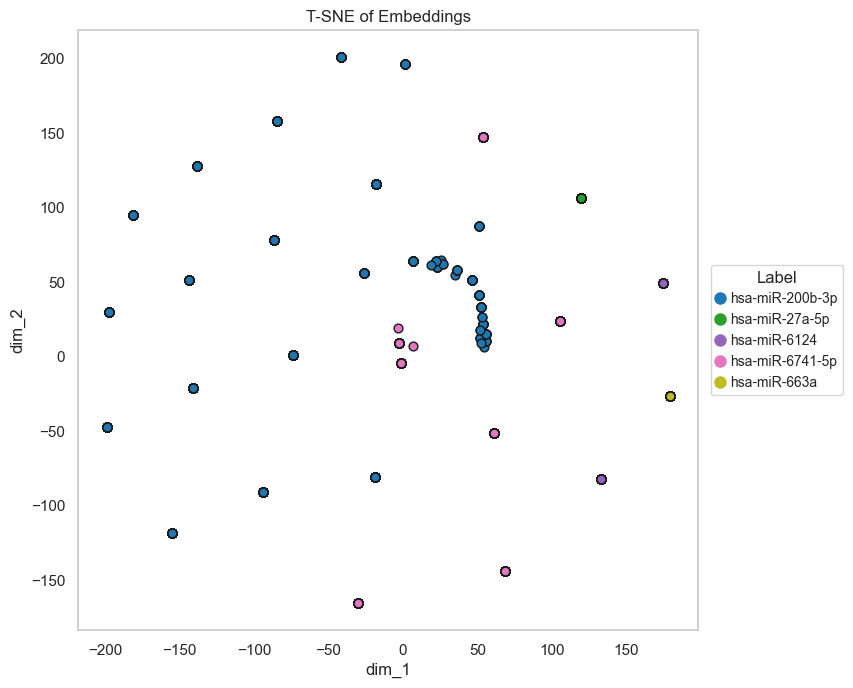 T-SNE of Embeddings
200
150
100
50
0
−50
−100
−150
dim_2
−200
−150
−100
−50
0
50
100
150
dim_1
Label
hsa-miR-200b-3p
hsa-miR-27a-5p
hsa-miR-6124
hsa-miR-6741-5p
hsa-miR-663a